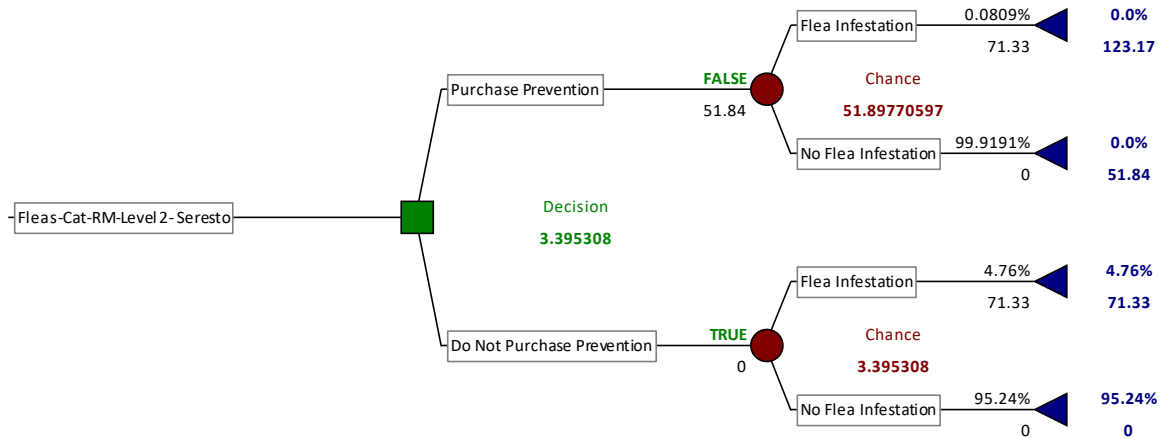 Flea Infestation
0.0809%
0.0%
71.33
123.17
FALSE
Chance
Purchase Prevention
51.84
51.89770597
No Flea Infestation
99.9191%
0.0%
0
51.84
Fleas-Cat-RM-Level 2- Seresto
Decision
3.395308
Flea Infestation
4.76%
4.76%
71.33
71.33
TRUE
Chance
Do Not Purchase Prevention
0
3.395308
No Flea Infestation
95.24%
95.24%
0
0